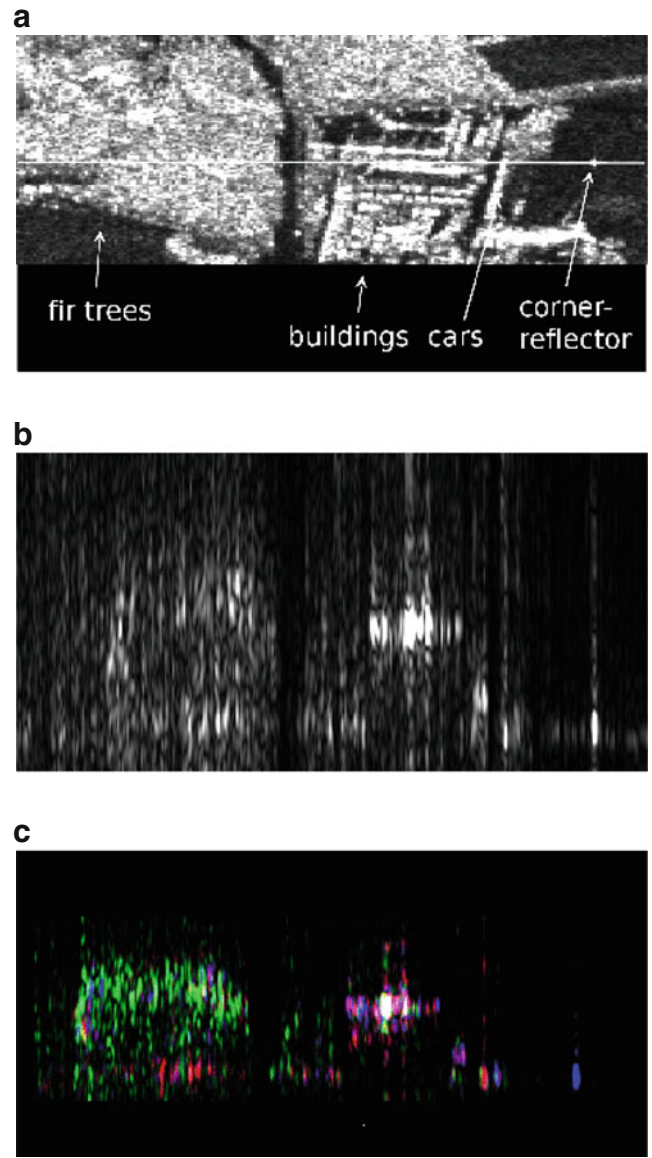 a
fir trees
buildings cars
corner-
reflector
b
c